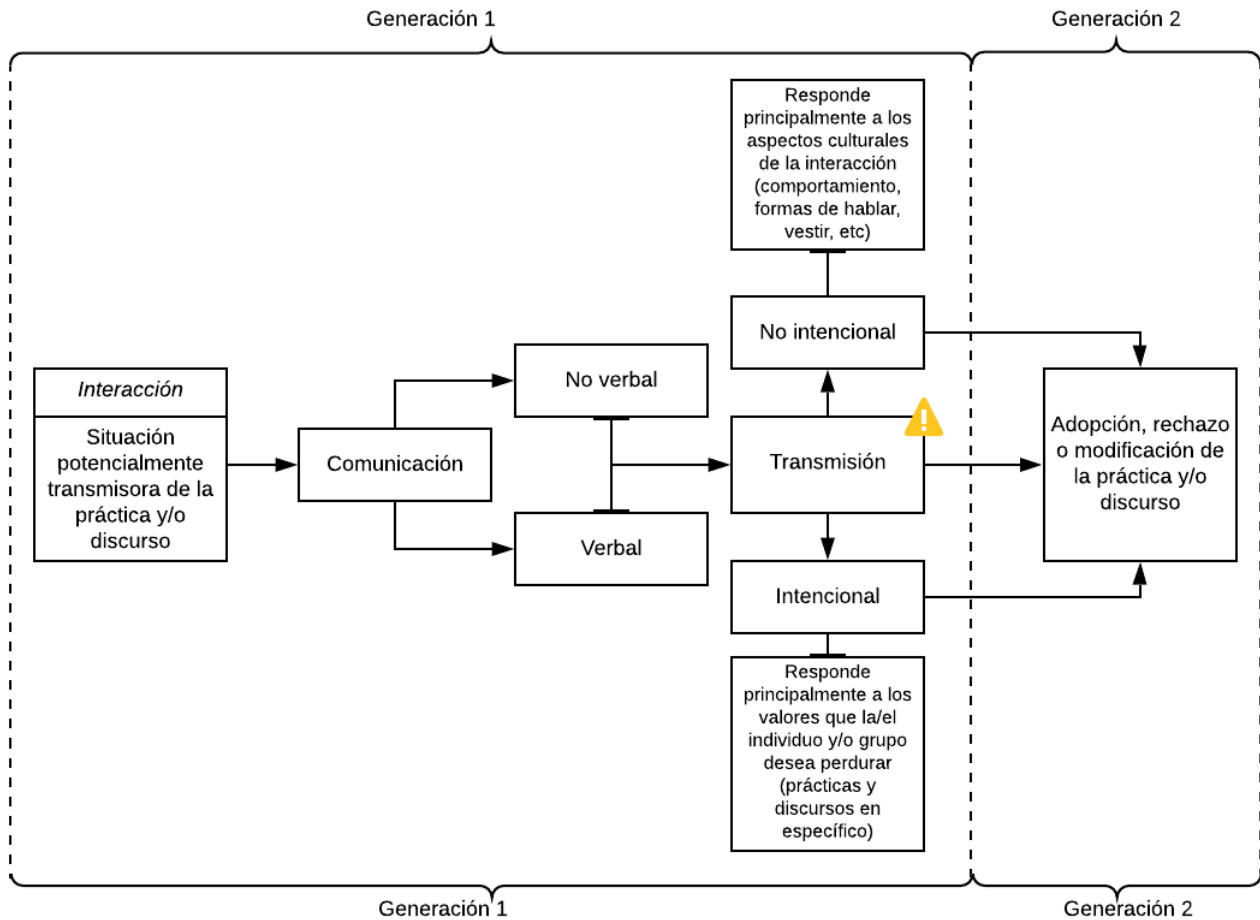 Generación 1
Generación 2
Responde
principalmente a los
aspectos culturales
de la interacción
(comportamiento,
formas de hablar,
vestir, etc)
No intencional
No verbal
Interacción
Situación
potencialmente
transmisora de la
práctica y/o
discurso
Comunicación
Transmisión
Adopción, rechazo
o modificación de
la práctica y/o
discurso
Verbal
Intencional
Responde
principalmente a los
valores que la/el
individuo y/o grupo
desea perdurar
(prácticas y
discursos en
específico)
Generación 1
Generación 2